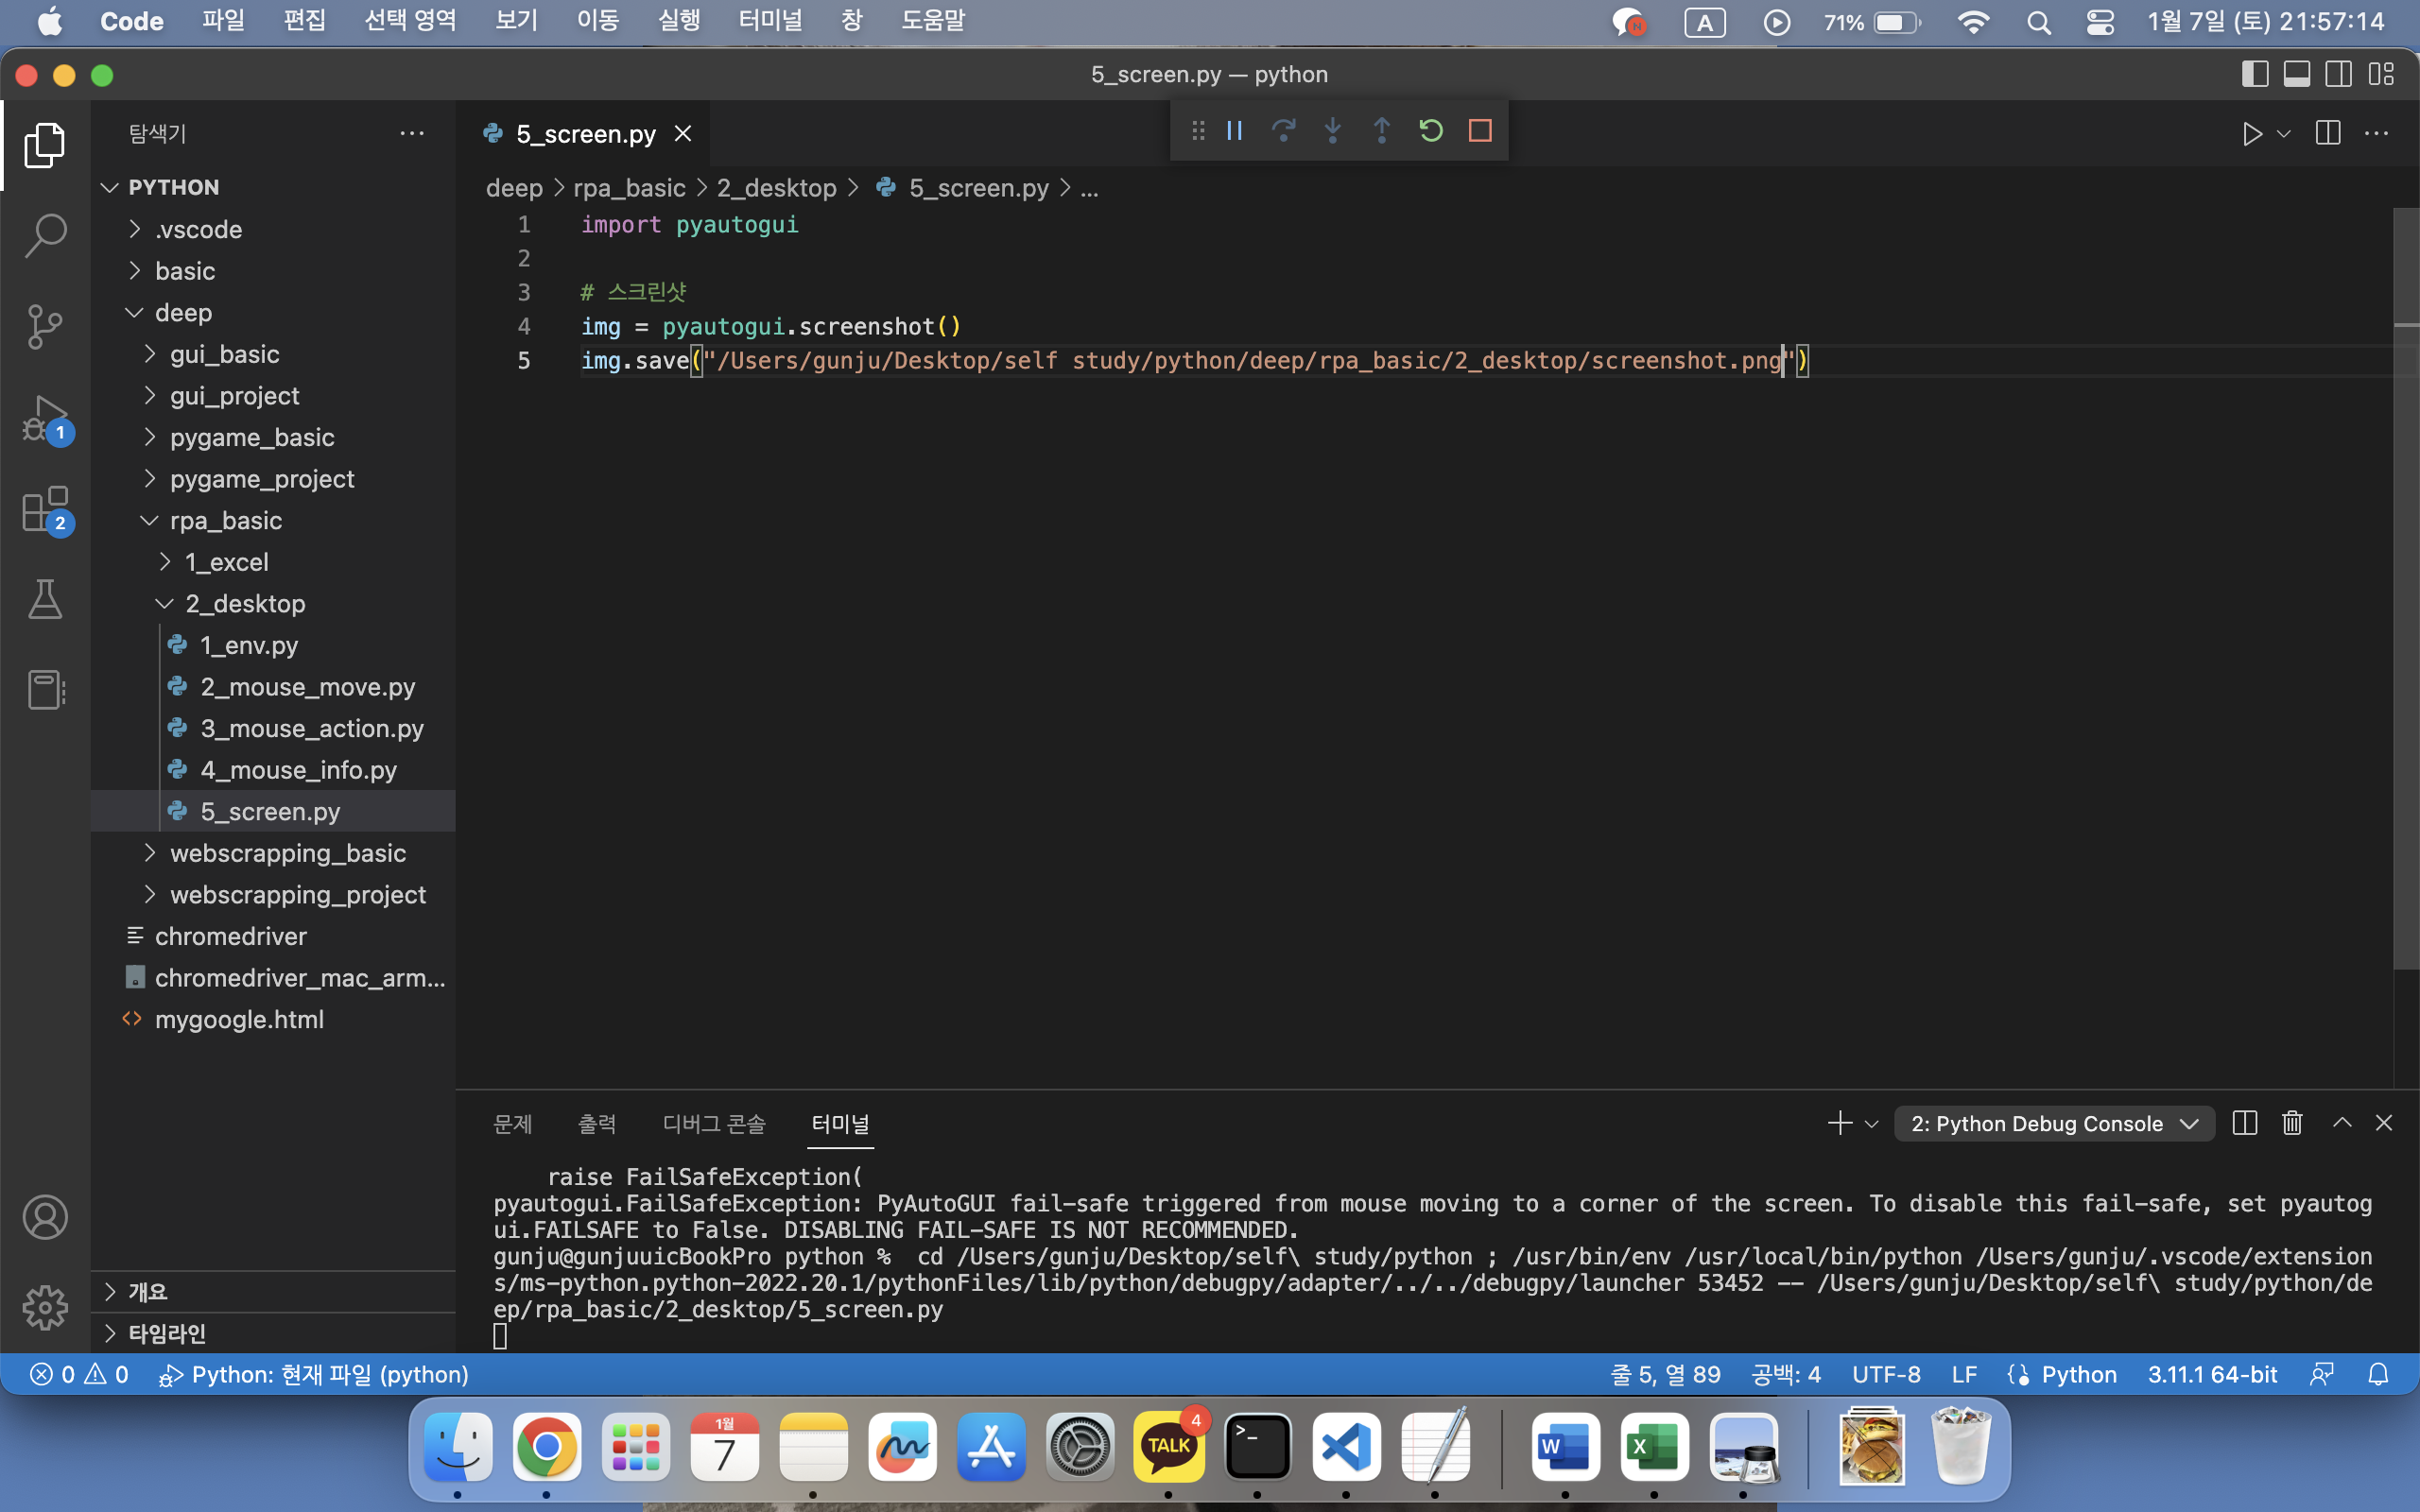 Code 파일 편집 선택 영역 보기 이동 실행 터미널 창 도움말 A 71% 1월 7일 (토) 21:57:14
5_screen.py — python
탐색기
5_screen.py
PYTHON
deep > rpa_basic > 2_desktop > 5_screen.py > ...
.vscode
basic
deep
gui_basic
gui_project
pygame_basic
pygame_project
rpa_basic
1_excel
2_desktop
1_env.py
2_mouse_move.py
3_mouse_action.py
4_mouse_info.py
5_screen.py
webscrapping_basic
webscrapping_project
chromedriver
chromedriver_mac_arm...
mygoogle.html
개요
타임라인
1
2
1 import pyautogui
2
3 # 스크린샷
4 img = pyautogui.screenshot()
5 img.save("/Users/gunju/Desktop/self study/python/deep/rpa_basic/2_desktop/screenshot.png")
문제 출력 디버그 콘솔 터미널 2: Python Debug Console
raise FailSafeException(
pyautogui.FailSafeException: PyAutoGUI fail-safe triggered from mouse moving to a corner of the screen. To disable this fail-safe, set pyautog
ui.FAILSAFE to False. DISABLING FAIL-SAFE IS NOT RECOMMENDED.
gunju@gunjuuicBookPro python %  cd /Users/gunju/Desktop/self\ study/python ; /usr/bin/env /usr/local/bin/python /Users/gunju/.vscode/extension
s/ms-python.python-2022.20.1/pythonFiles/lib/python/debugpy/adapter/../../debugpy/launcher 53452 -- /Users/gunju/Desktop/self\ study/python/de
ep/rpa_basic/2_desktop/5_screen.py
0 0 Python: 현재 파일 (python) 줄 5, 열 89 공백: 4 UTF-8 LF Python 3.11.1 64-bit
1월
7
TALK
4
>_
W
X